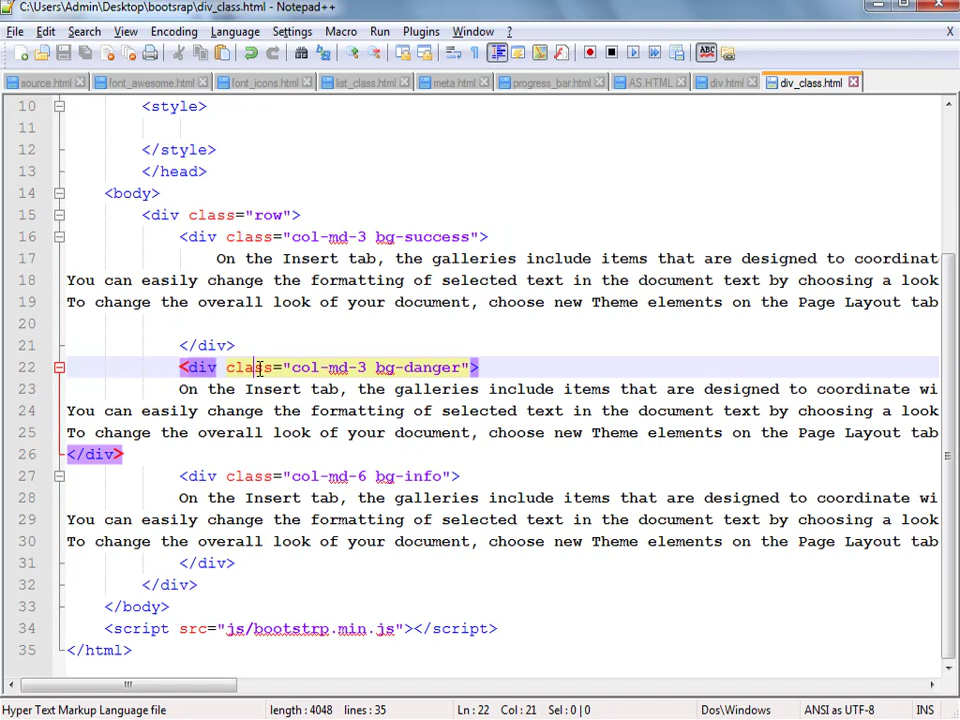 C:\Users\Admin\Desktop\bootsrap\div_class.html - Notepad++
File Edit Search View Encoding Language Settings Macro Run Plugins Window ? X
source.html font_awesome.html font_icons.html list_class.html meta.html progress_bar.html AS.HTML div.html div_class.html
10 <style>
11
12 </style>
13 </head>
14 <body>
15 <div class="row">
16 <div class="col-md-3 bg-success">
17 On the Insert tab, the galleries include items that are designed to coordinat
18 You can easily change the formatting of selected text in the document text by choosing a look
19 To change the overall look of your document, choose new Theme elements on the Page Layout tab
20
21 </div>
22 <div class="col-md-3 bg-danger">
23 On the Insert tab, the galleries include items that are designed to coordinate wi
24 You can easily change the formatting of selected text in the document text by choosing a look
25 To change the overall look of your document, choose new Theme elements on the Page Layout tab
26 </div>
27 <div class="col-md-6 bg-info">
28 On the Insert tab, the galleries include items that are designed to coordinate wi
29 You can easily change the formatting of selected text in the document text by choosing a look
30 To change the overall look of your document, choose new Theme elements on the Page Layout tab
31 </div>
32 </div>
33 </body>
34 <script src="js/bootstrp.min.js"></script>
35 </html>
Hyper Text Markup Language file length : 4048 lines : 35 Ln : 22 Col : 21 Sel : 0 | 0 Dos\Windows ANSI as UTF-8 INS